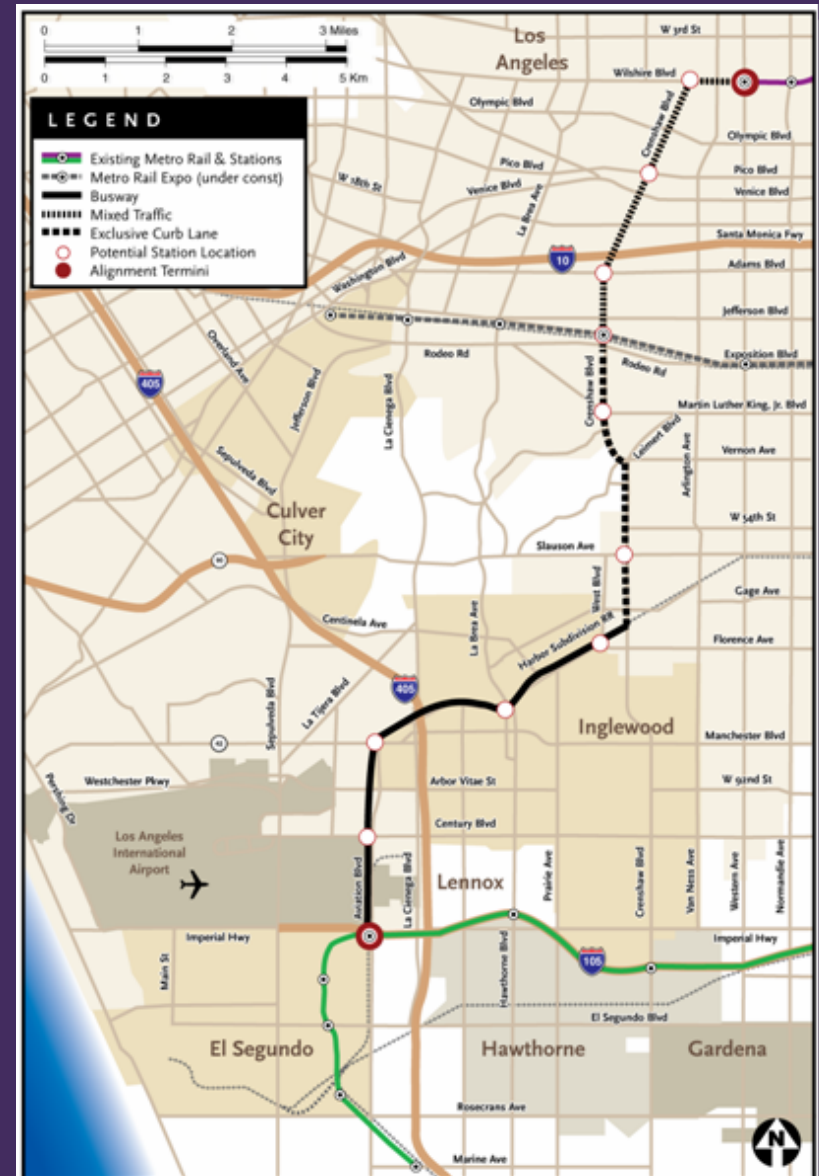 0 1 2 3 Miles
0 1 2 3 4 5 Km
LEGEND
Existing Metro Rail & Stations
Metro Rail Expo (under const)
Busway
Mixed Traffic
Exclusive Curb Lane
Potential Station Location
Alignment Termini
Los
Angeles
W 3rd St
Wilshire Blvd
Olympic Blvd
Crenshaw Blvd
Olympic Blvd
Pico Blvd
Pico Blvd
W 18th St
Venice Blvd
Venice Blvd
La Brea Ave
Santa Monica Fwy
10
Adams Blvd
Washington Blvd
Jefferson Blvd
Overland Ave
Rodeo Rd
Rodeo Rd
Exposition Blvd
405
Jefferson Blvd
La Cienega Blvd
Crenshaw Blvd
Martin Luther King, Jr. Blvd
Leimert Blvd
Arlington Ave
Vernon Ave
Sepulveda Blvd
Culver
City
W 54th St
Slauson Ave
90
West Blvd
Gage Ave
Centinela Ave
La Brea Ave
Harbor Subdivision RR
Florence Ave
405
La Tijera Blvd
Sepulveda Blvd
Inglewood
42
Manchester Blvd
Westchester Pkwy
Arbor Vitae St
W 92nd St
Pershing Dr
Century Blvd
Los Angeles
International
Airport
Aviation Blvd
La Cienega Blvd
Lennox
Prairie Ave
Crenshaw Blvd
Van Ness Ave
Western Ave
Normandie Ave
Imperial Hwy
Imperial Hwy
Main St
Hawthorne Blvd
105
El Segundo Blvd
El Segundo
Hawthorne
Gardena
Rosecrans Ave
Marine Ave
N